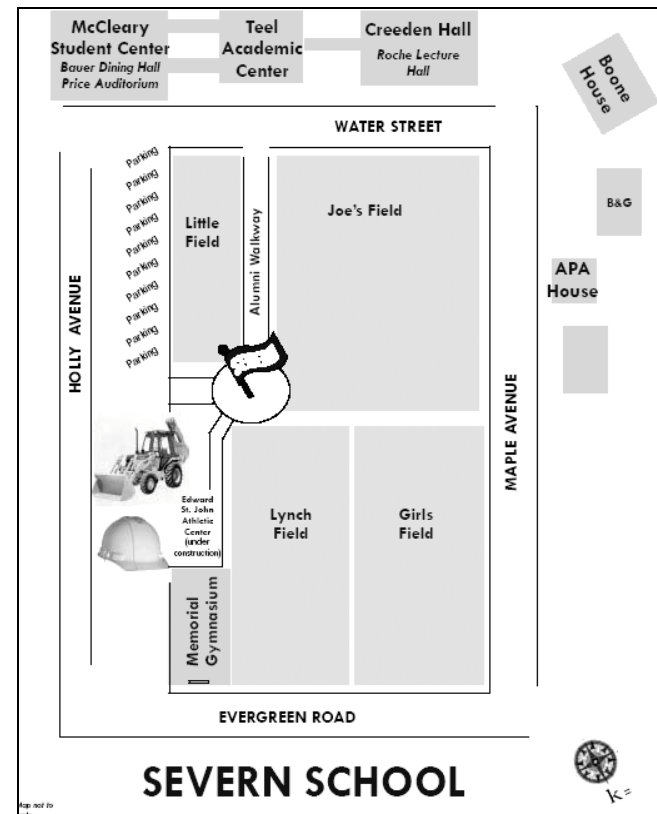 McCleary
Student Center
Bauer Dining Hall
Price Auditorium
Teel
Academic
Center
Creeden Hall
Roche Lecture
Hall
Boone
House
WATER STREET
Parking
Parking
Parking
Parking
Parking
Parking
Parking
Parking
Parking
Parking
Little
Field
Alumni Walkway
Joe's Field
B&G
APA
House
HOLLY AVENUE
MAPLE AVENUE
Edward
St. John
Athletic
Center
(under
construction)
Lynch
Field
Girls
Field
Memorial
Gymnasium
EVERGREEN ROAD
SEVERN SCHOOL
Map not to